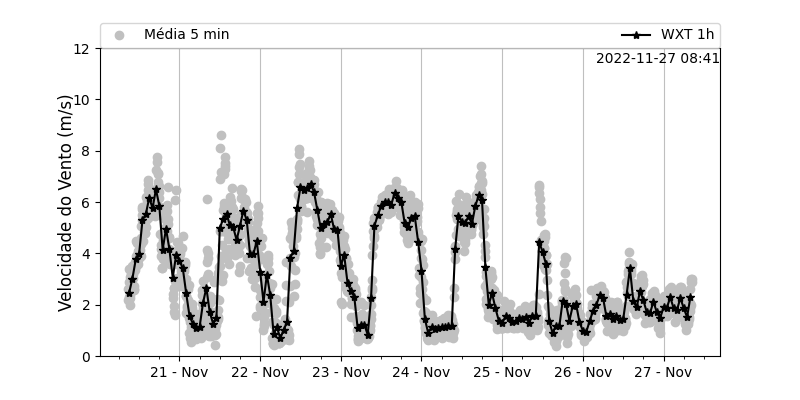 Média 5 min
WXT 1h
2022-11-27 08:41
Velocidade do Vento (m/s)
12
10
8
6
4
2
0
21 - Nov
22 - Nov
23 - Nov
24 - Nov
25 - Nov
26 - Nov
27 - Nov